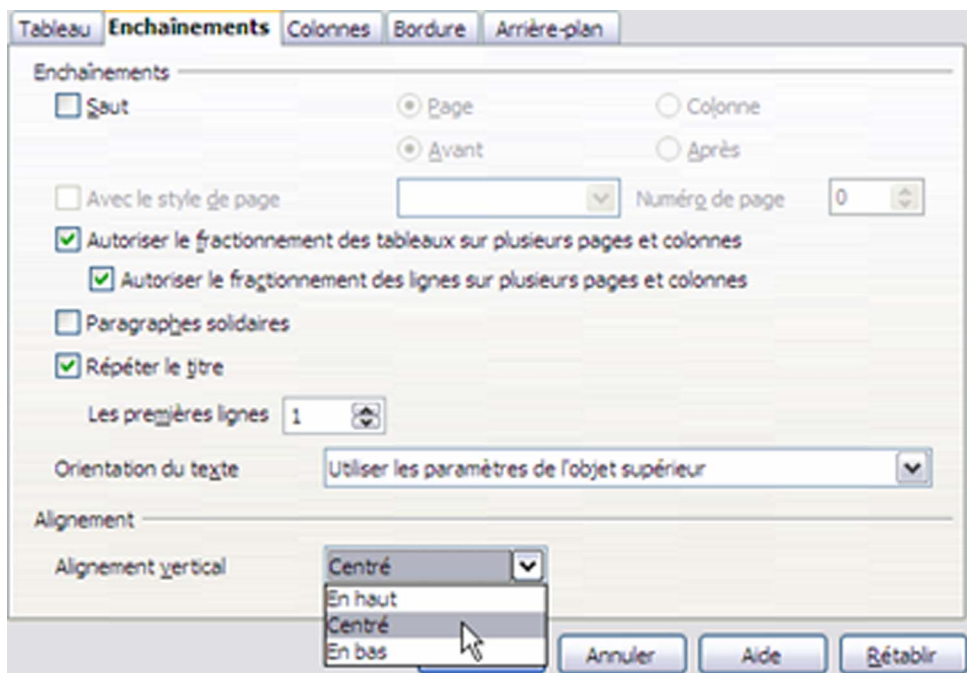 Tableau Enchaînements Colonnes Bordure Arrière-plan
Enchaînements
Saut Page Colonne
Avant Après
Avec le style de page Numéro de page 0
Autoriser le fractionnement des tableaux sur plusieurs pages et colonnes
Autoriser le fractionnement des lignes sur plusieurs pages et colonnes
Paragraphes solidaires
Répéter le titre
Les premières lignes 1
Orientation du texte Utiliser les paramètres de l'objet supérieur
Alignement
Alignement vertical Centré
En haut
Centré
En bas
Annuler Aide Rétablir